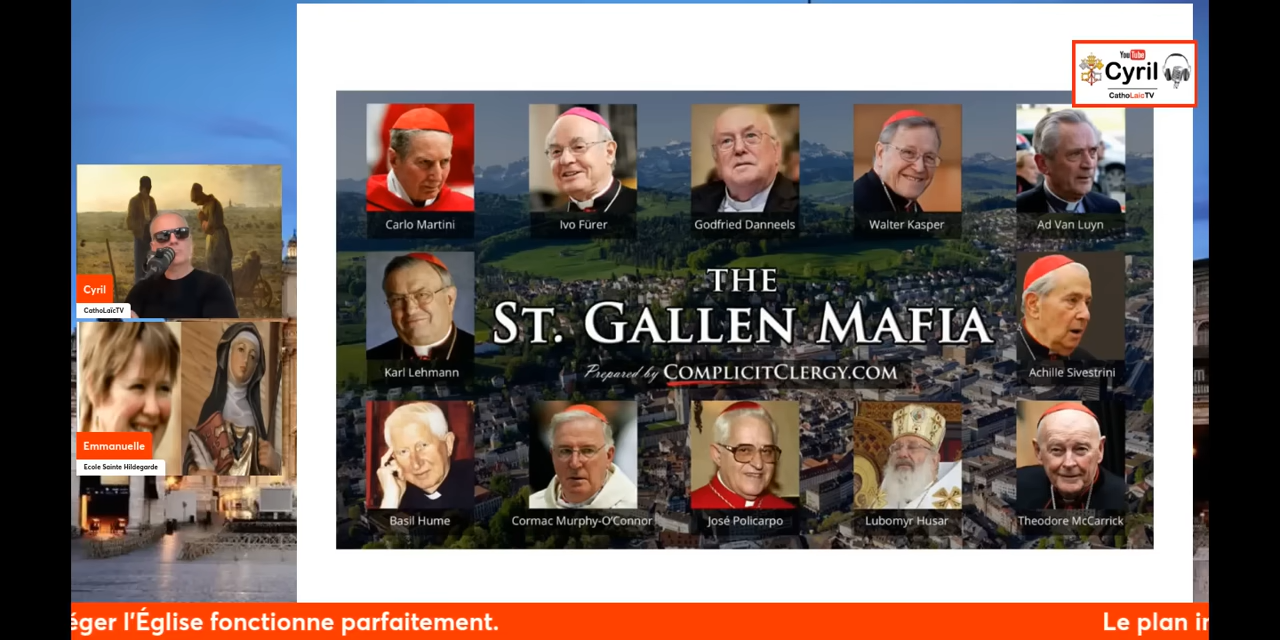 YouTube
Cyril
CathoLaïcTV
Carlo Martini
Ivo Fürer
Godfried Danneels
Walter Kasper
Ad Van Luyn
THE
ST. GALLEN MAFIA
Prepared by COMPLICITCLERGY.COM
Karl Lehmann
Achille Sivestrini
Basil Hume
Cormac Murphy-O'Connor
José Policarpo
Lubomyr Husar
Theodore McCarrick
Cyril
CathoLaïcTV
Emmanuelle
Ecole Sainte Hildegarde
éger l'Église fonctionne parfaitement.
Le plan